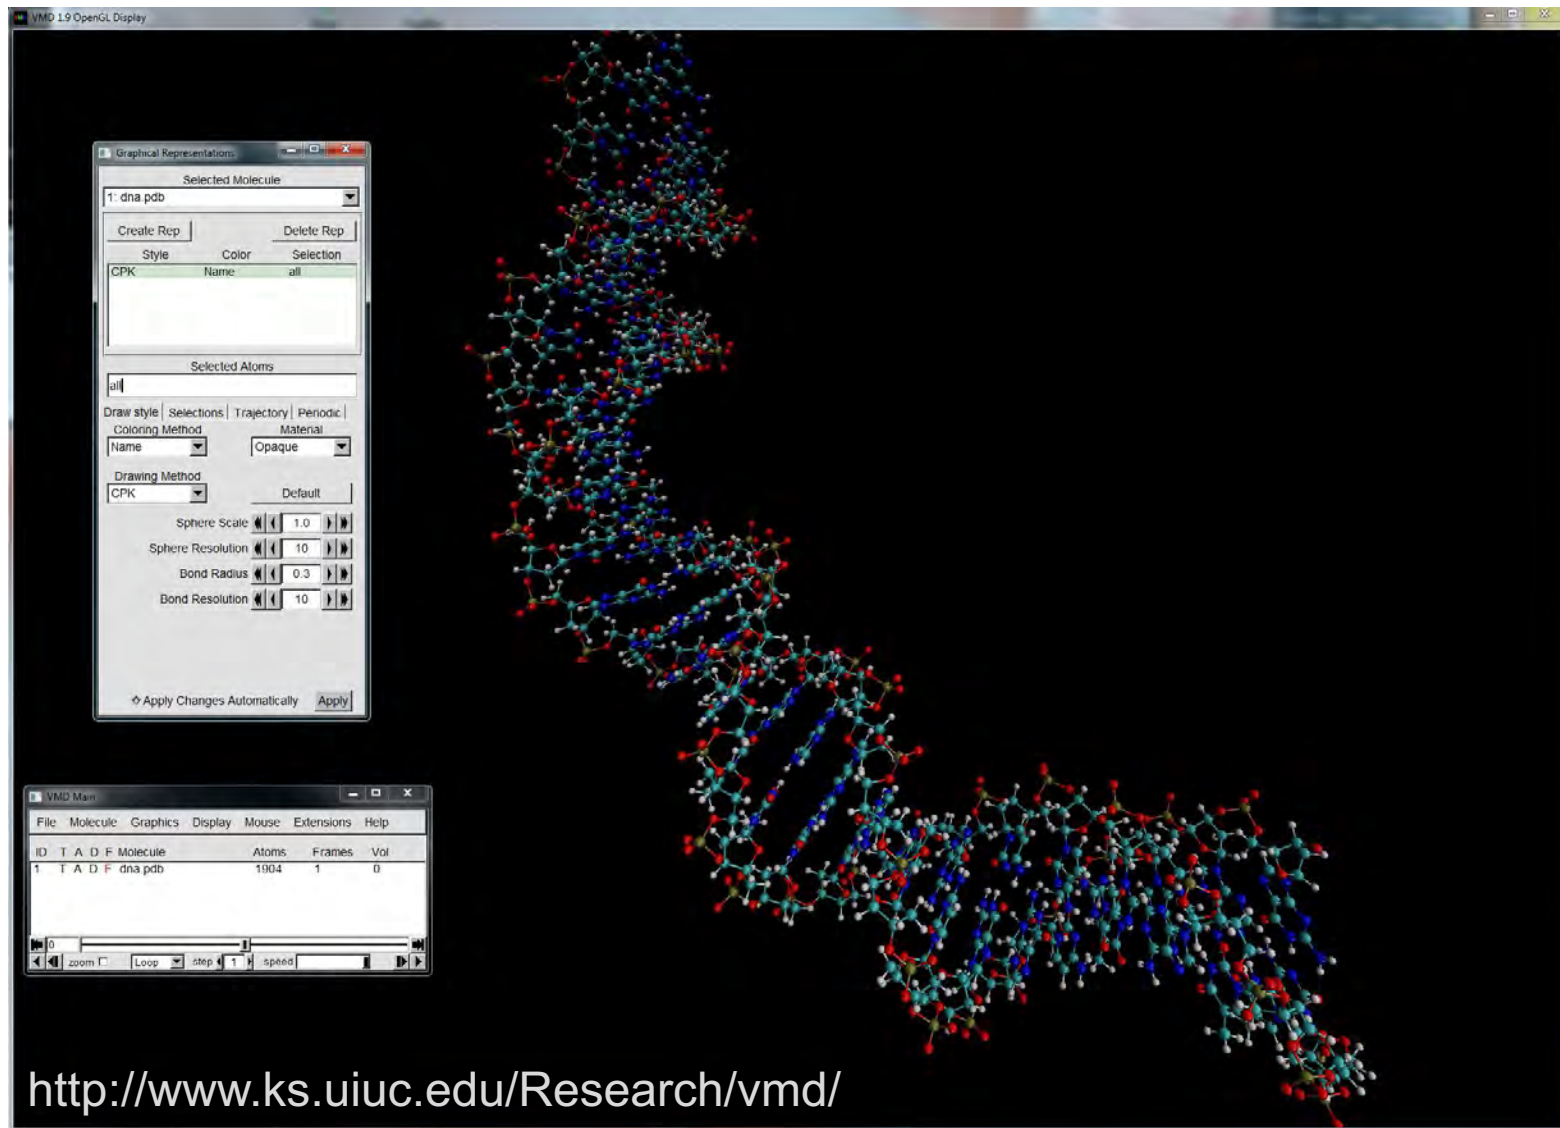 VMD 1.9 OpenGL Display
Graphical Representations
Selected Molecule
1: dna.pdb
Create Rep Delete Rep
Style Color Selection
CPK Name all
Selected Atoms
all
Draw style Selections Trajectory Periodic
Coloring Method Material
Name Opaque
Drawing Method
CPK Default
Sphere Scale 1.0
Sphere Resolution 10
Bond Radius 0.3
Bond Resolution 10
Apply Changes Automatically Apply
VMD Main
File Molecule Graphics Display Mouse Extensions Help
ID T A D F Molecule Atoms Frames Vol
1 T A D F dna.pdb 1904 1 0
0
zoom Loop step 1 speed
http://www.ks.uiuc.edu/Research/vmd/